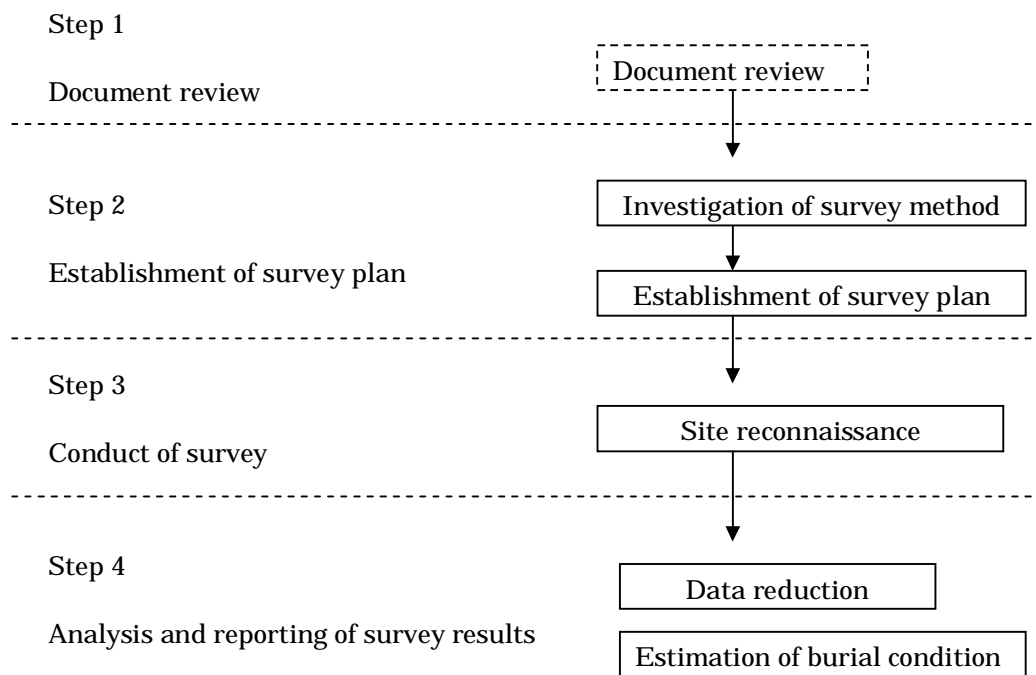 Step 1
Document review
Document review
Step 2
Establishment of survey plan
Investigation of survey method
Establishment of survey plan
Step 3
Conduct of survey
Site reconnaissance
Step 4
Analysis and reporting of survey results
Data reduction
Estimation of burial condition